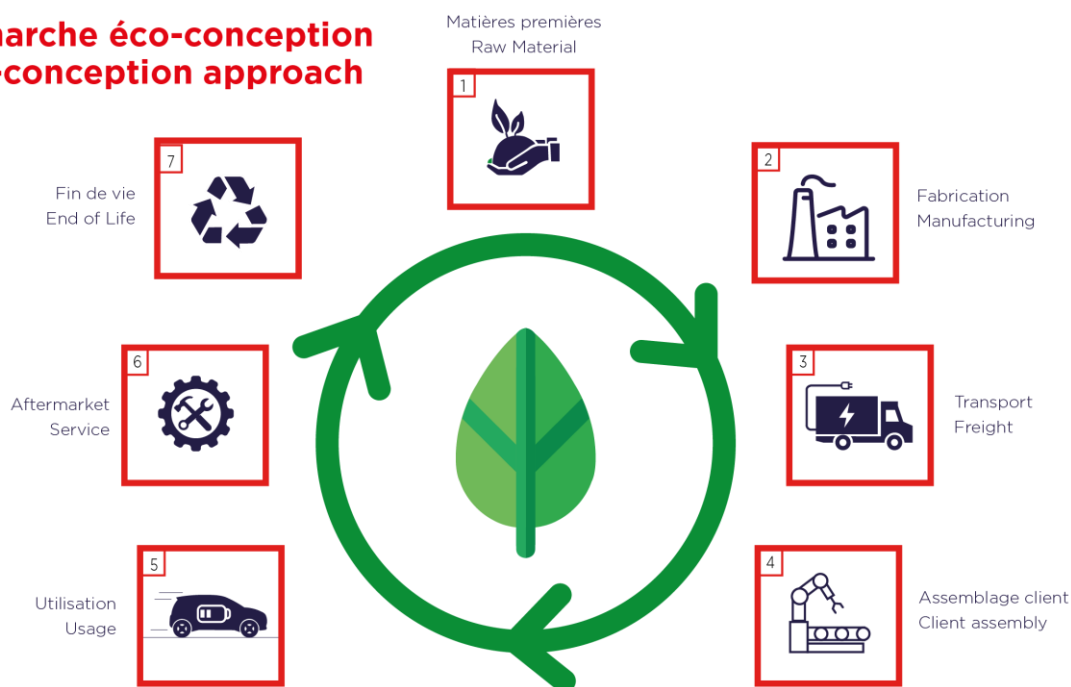 arche éco-conception
-conception approach
Matières premières
Raw Material
1
2
Fabrication
Manufacturing
3
Transport
Freight
4
Assemblage client
Client assembly
5
Utilisation
Usage
6
Aftermarket
Service
7
Fin de vie
End of Life